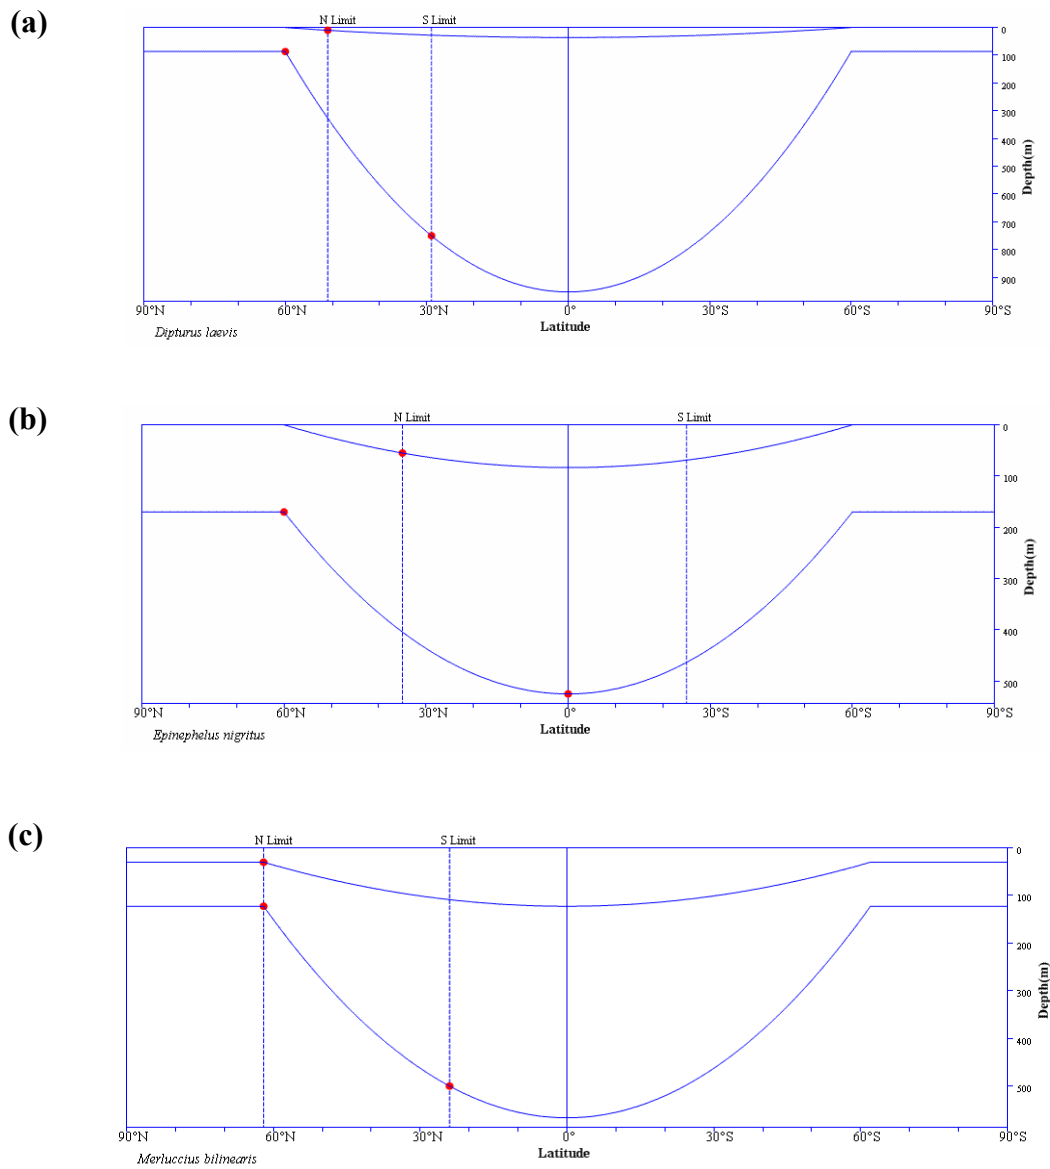 (a)
N Limit S Limit
0
100
200
300
400
500
600
700
800
900
Depth(m)
90°N 60°N 30°N 0° 30°S 60°S 90°S
Latitude
Dipturus laevis
(b)
N Limit S Limit
0
100
200
300
400
500
Depth(m)
90°N 60°N 30°N 0° 30°S 60°S 90°S
Latitude
Epinephelus nigritus
(c)
N Limit S Limit
0
100
200
300
400
500
Depth(m)
90°N 60°N 30°N 0° 30°S 60°S 90°S
Latitude
Merluccius bilinearis